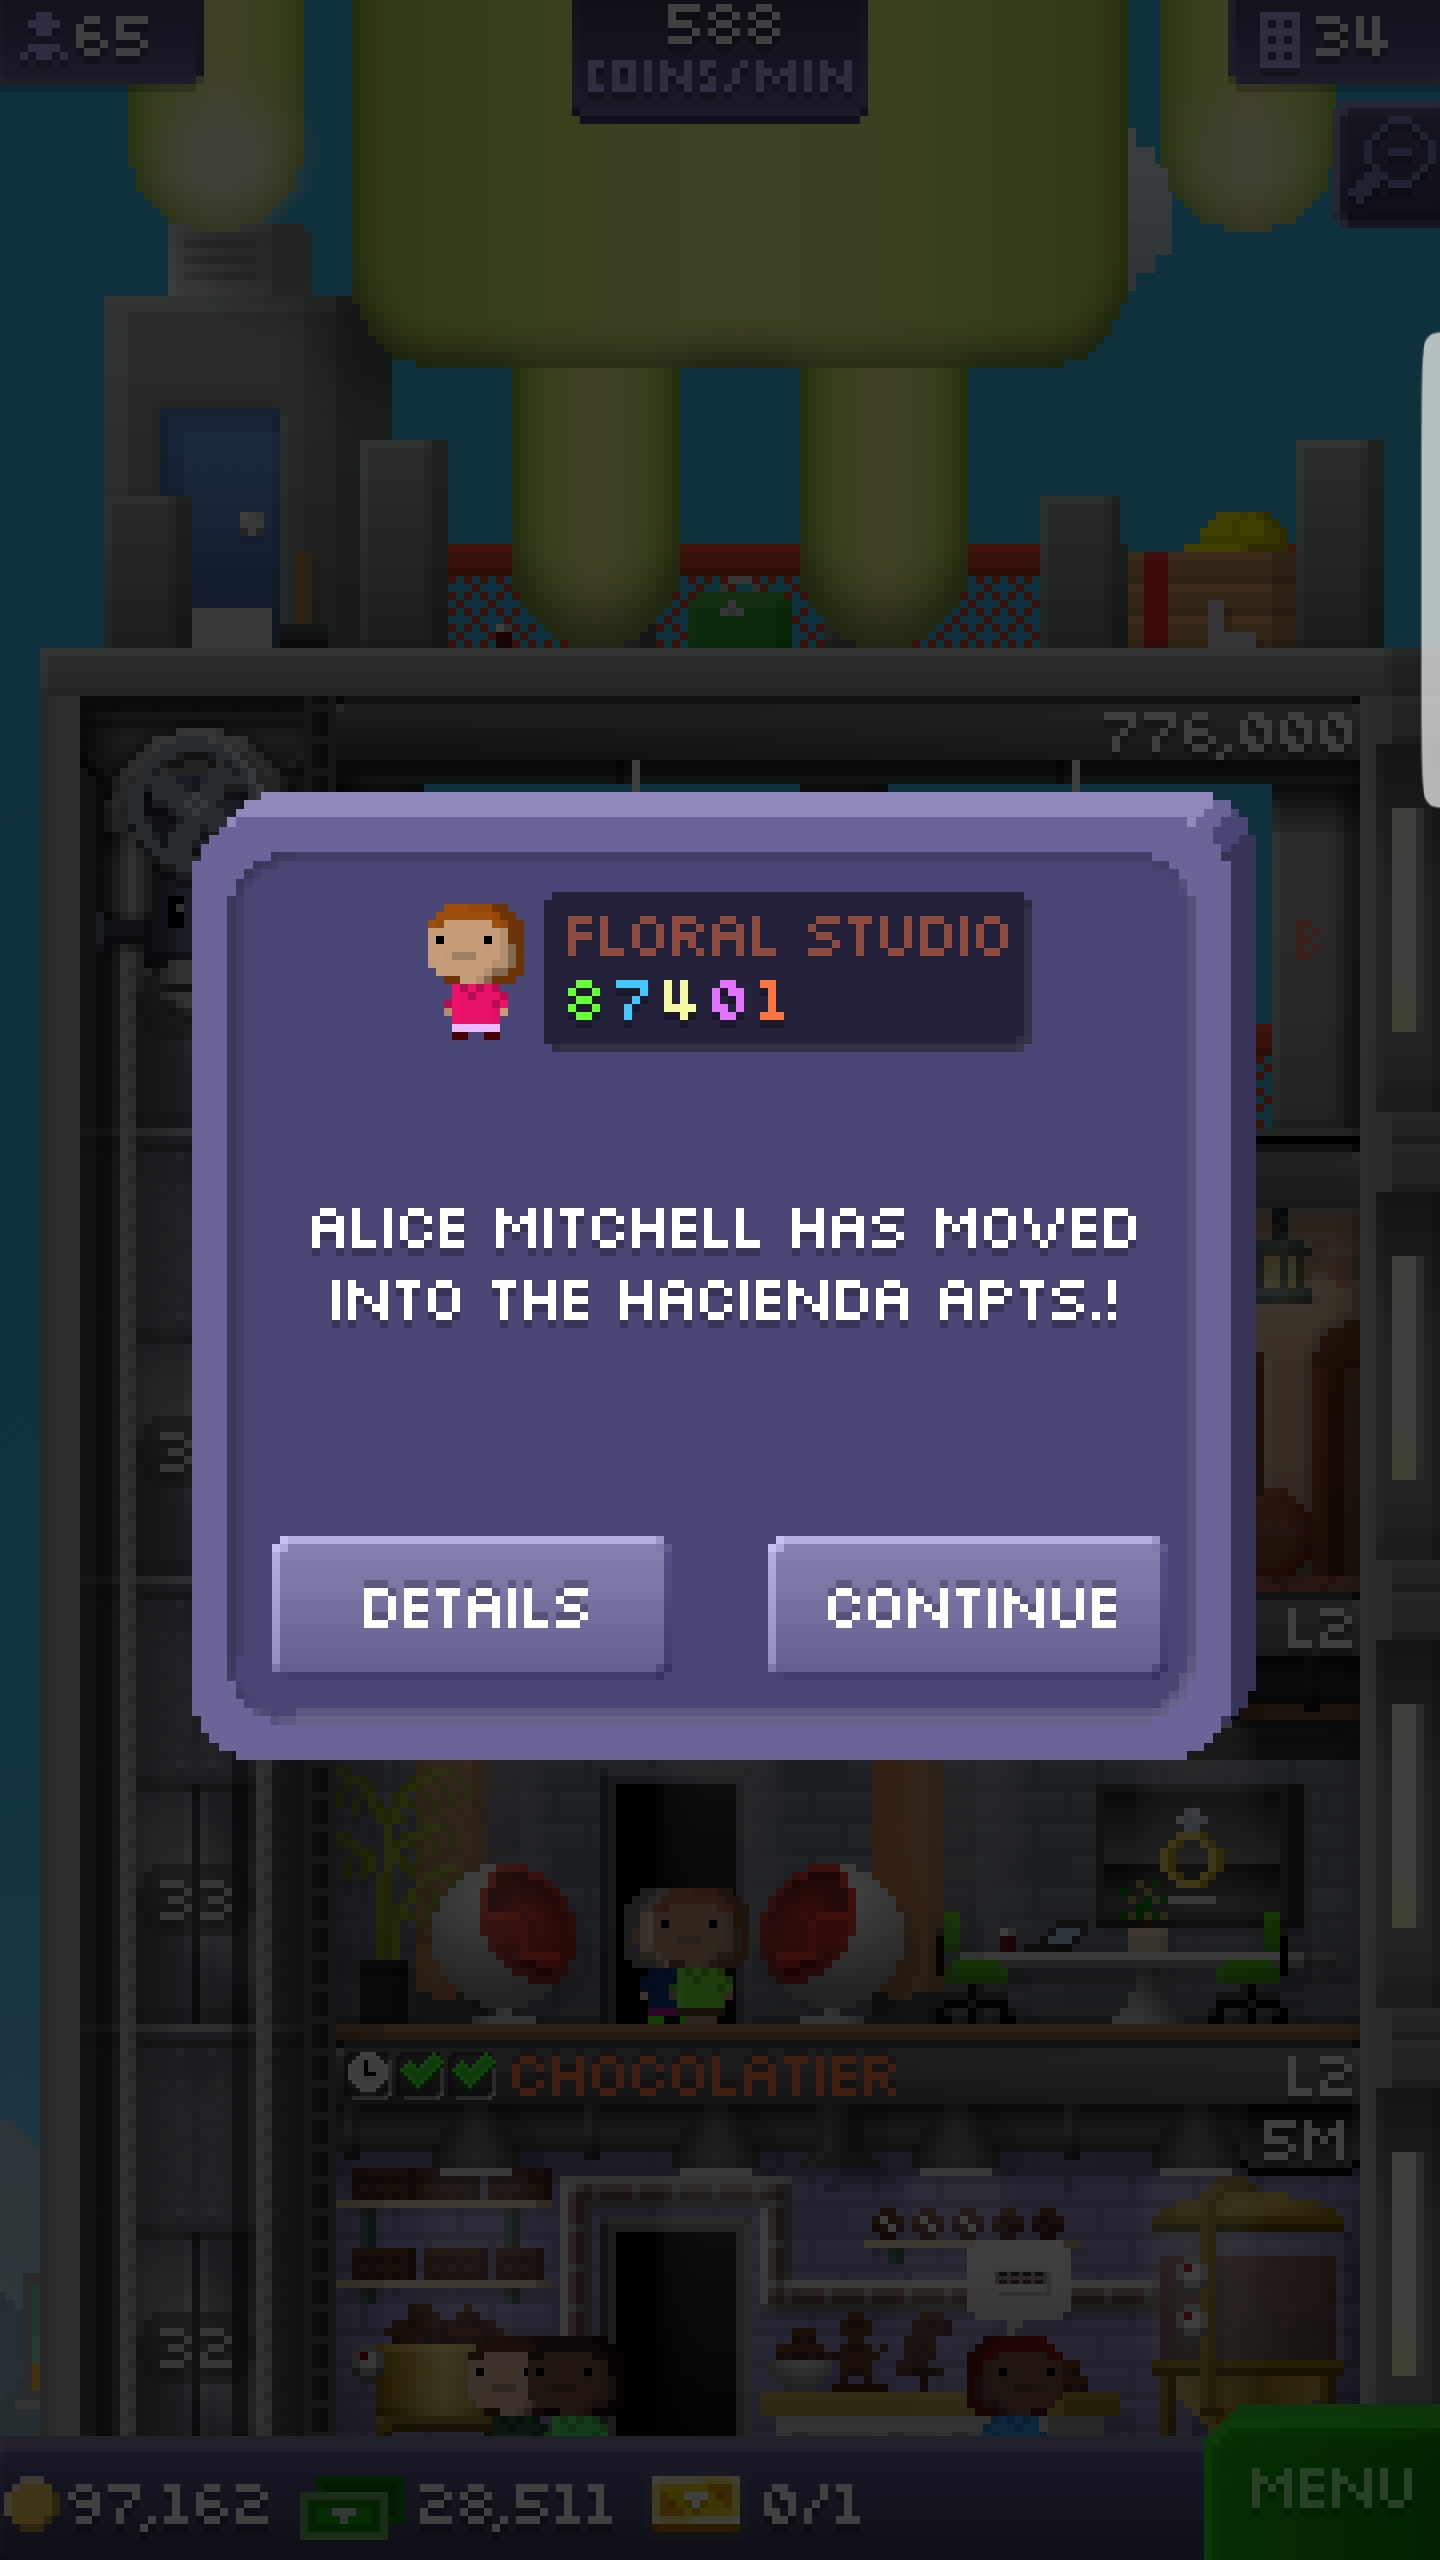 65
588
COINS/MIN
34
776,000
B
FLORAL STUDIO
87401
ALICE MITCHELL HAS MOVED
INTO THE HACIENDA APTS.!
DETAILS
CONTINUE
L2
33
CHOCOLATIER
L2
5M
32
97,162
28,511
0/1
MENU